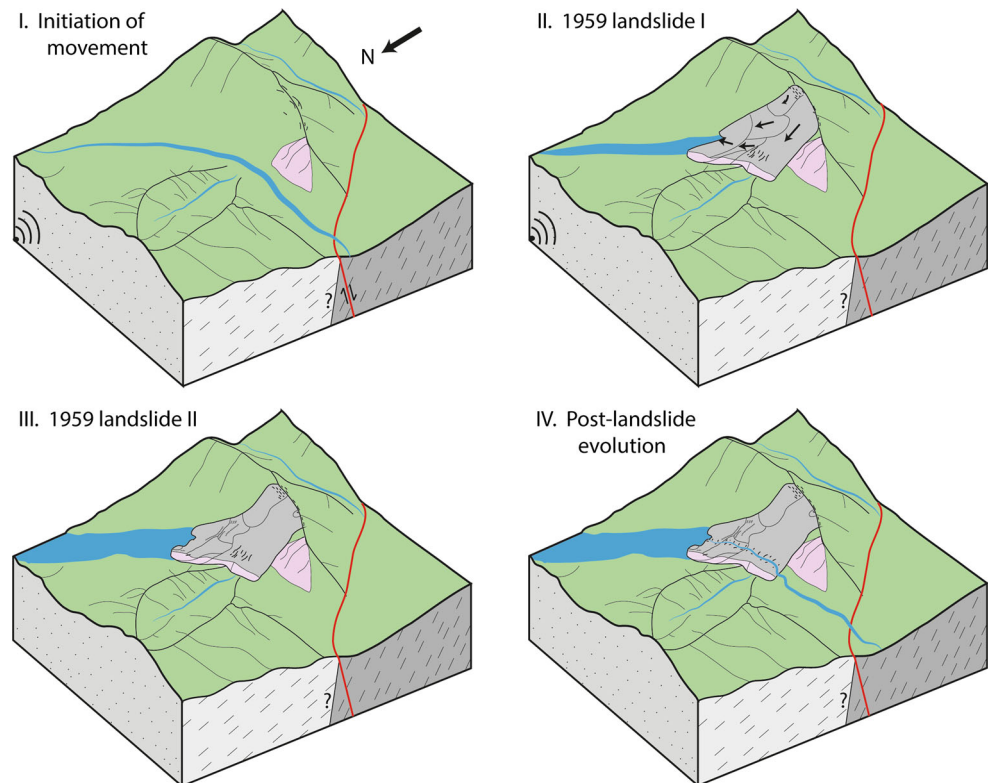 I. Initiation of
movement
N
?
II. 1959 landslide I
?
III. 1959 landslide II
?
IV. Post-landslide
evolution
?